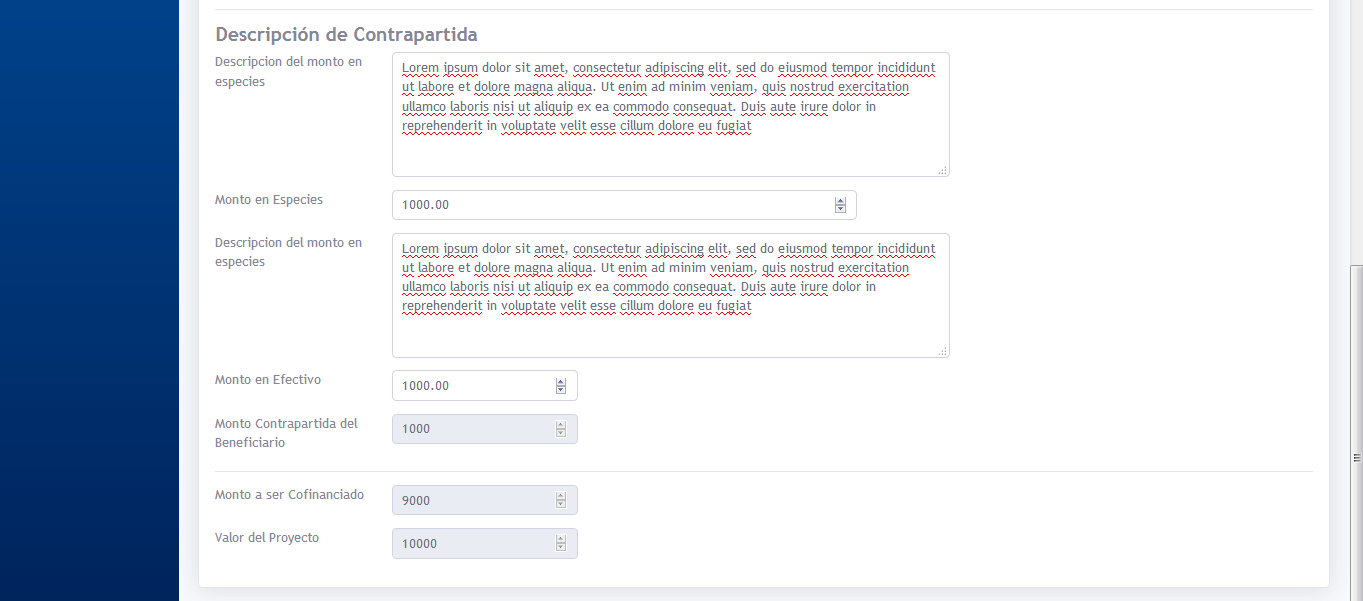 Descripción de Contrapartida
Descripcion del monto en
especies
Lorem ipsum dolor sit amet, consectetur adipiscing elit, sed do eiusmod tempor incididunt
ut labore et dolore magna aliqua. Ut enim ad minim veniam, quis nostrud exercitation
ullamco laboris nisi ut aliquip ex ea commodo consequat. Duis aute irure dolor in
reprehenderit in voluptate velit esse cillum dolore eu fugiat
Monto en Especies
1000.00
Descripcion del monto en
especies
Lorem ipsum dolor sit amet, consectetur adipiscing elit, sed do eiusmod tempor incididunt
ut labore et dolore magna aliqua. Ut enim ad minim veniam, quis nostrud exercitation
ullamco laboris nisi ut aliquip ex ea commodo consequat. Duis aute irure dolor in
reprehenderit in voluptate velit esse cillum dolore eu fugiat
Monto en Efectivo
1000.00
Monto Contrapartida del
Beneficiario
1000
Monto a ser Cofinanciado
9000
Valor del Proyecto
10000